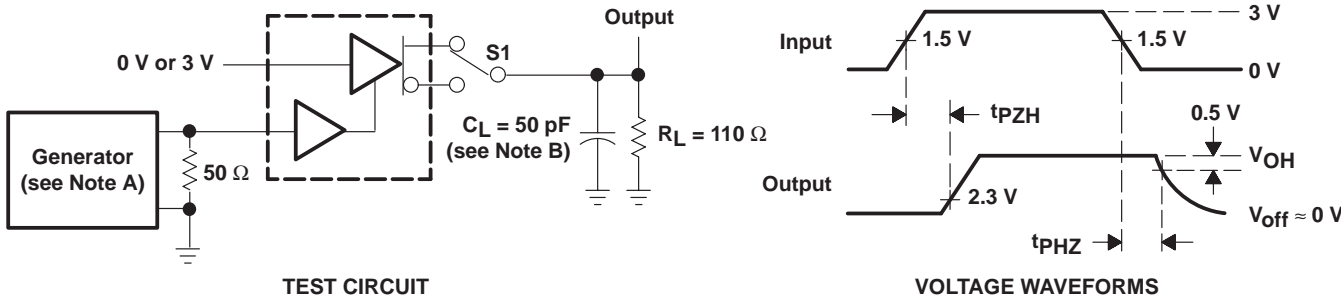 Output
S1
0 V or 3 V
Generator
(see Note A)
50 Ω
CL = 50 pF
(see Note B)
RL = 110 Ω
TEST CIRCUIT
Input
1.5 V
1.5 V
3 V
0 V
tPZH
0.5 V
VOH
Output
2.3 V
Voff ≈ 0 V
tPHZ
VOLTAGE WAVEFORMS